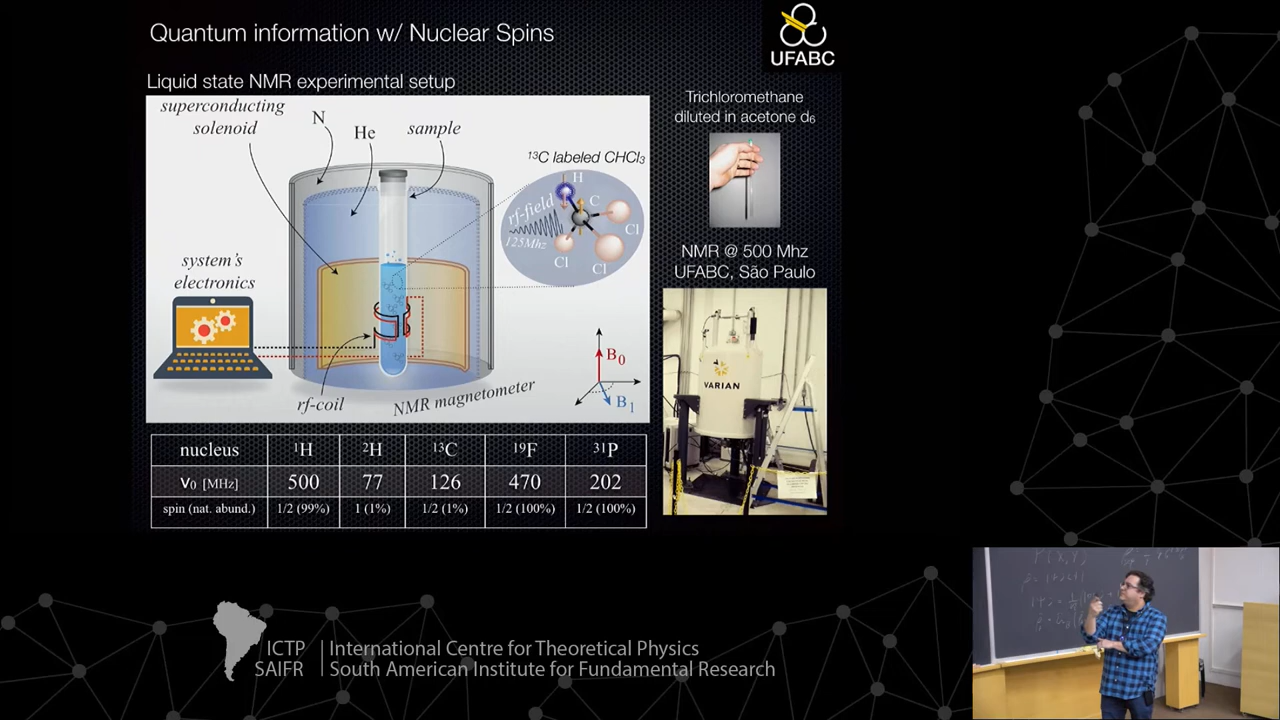 Quantum information w/ Nuclear Spins
UFABC
Liquid state NMR experimental setup
superconducting
solenoid
N
He
sample
¹³C labeled CHCl₃
H
C
rf-field
125Mhz
Cl
Cl
Cl
system's
electronics
rf-coil
NMR magnetometer
B₀
B₁
Trichloromethane
diluted in acetone d₆
NMR @ 500 Mhz
UFABC, São Paulo
VARIAN
nucleus ¹H ²H ¹³C ¹⁹F ³¹P
ν₀ [MHz] 500 77 126 470 202
spin (nat. abund.) 1/2 (99%) 1 (1%) 1/2 (1%) 1/2 (100%) 1/2 (100%)
ICTP
SAIFR
International Centre for Theoretical Physics
South American Institute for Fundamental Research